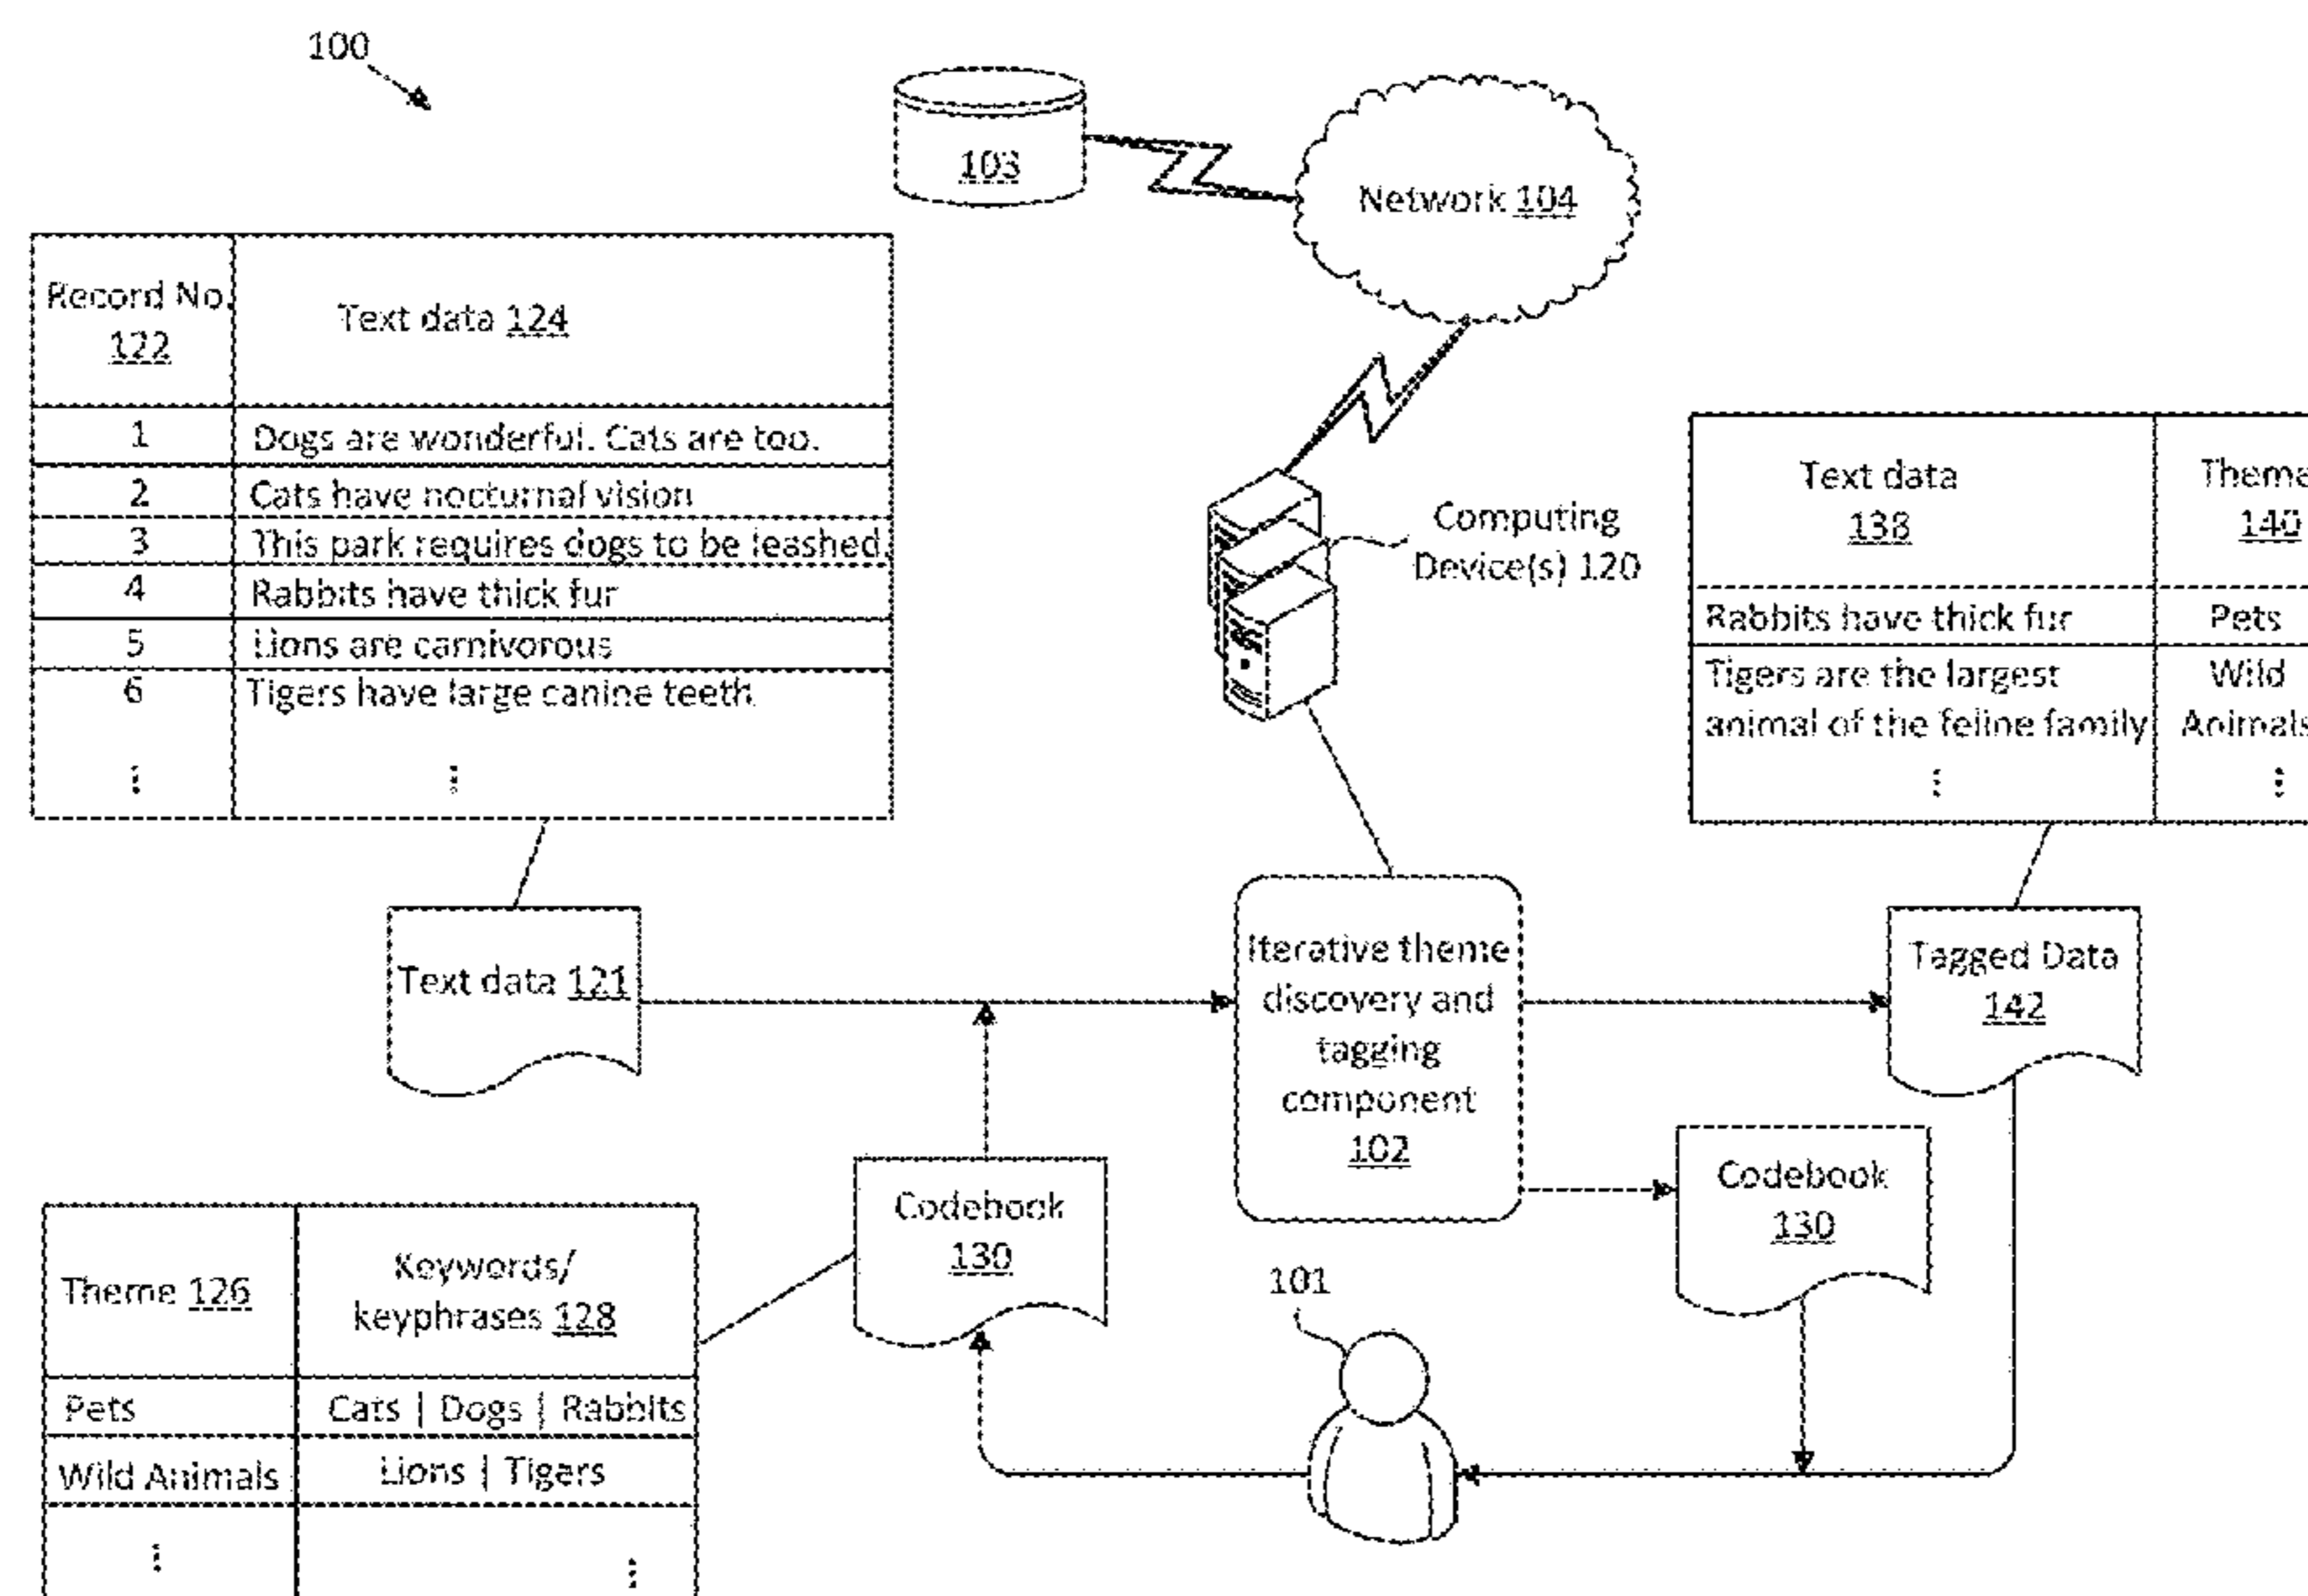 100
103
Network 104
Record No.
122
Text data 124
1
Dogs are wonderful. Cats are too.
2
Cats have nocturnal vision
3
This park requires dogs to be leashed.
4
Rabbits have thick fur
5
Lions are carnivorous
6
Tigers have large canine teeth
Computing
Device(s) 120
Text data
138
Theme
140
Rabbits have thick fur
Pets
Tigers are the largest
animal of the feline family
Wild
Animals
Text data 121
Iterative theme
discovery and
tagging
component
102
Tagged Data
142
Codebook
130
Codebook
130
Theme 126
Keywords/
keyphrases 128
Pets
Cats | Dogs | Rabbits
Wild Animals
Lions | Tigers
101